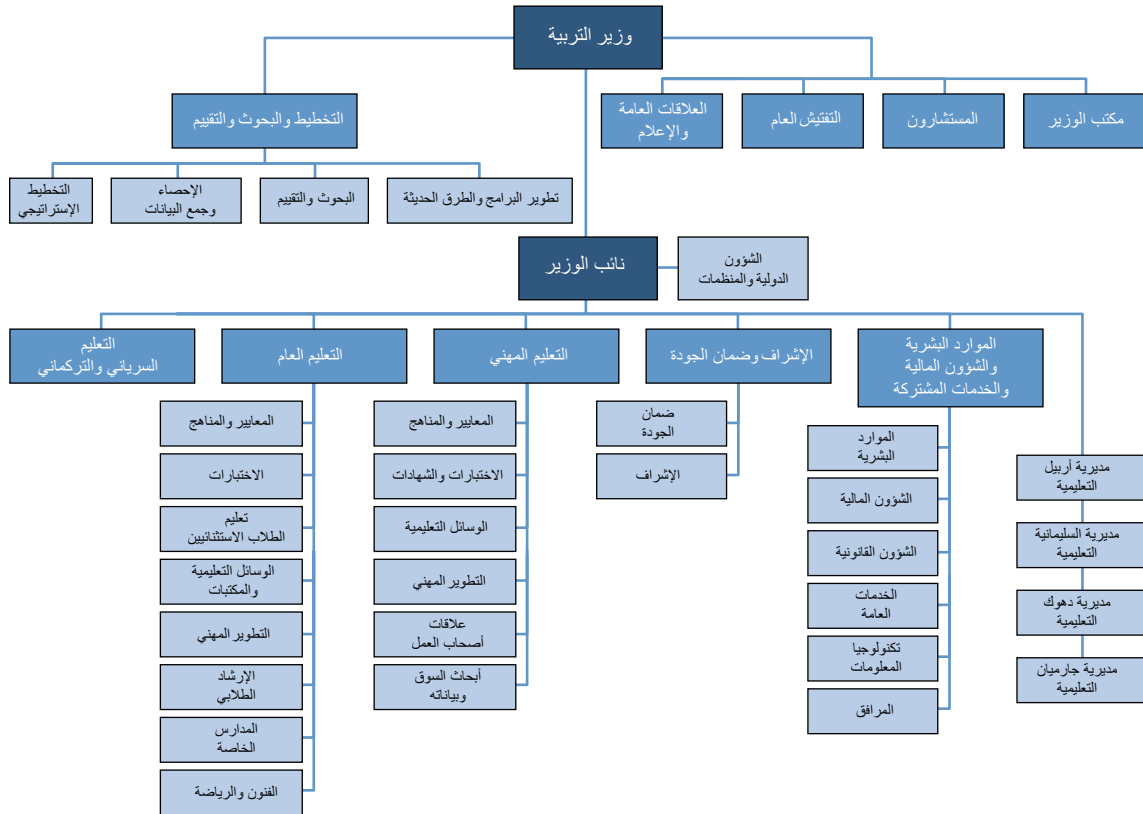 وزير التربية
مكتب الوزير
المستشارون
التفتيش العام
العلاقات العامة
والإعلام
التخطيط والبحوث والتقييم
تطوير البرامج والطرق الحديثة
البحوث والتقييم
الإحصاء
وجمع البيانات
التخطيط
الإستراتيجي
نائب الوزير
الشؤون
الدولية والمنظمات
الموارد البشرية
والشؤون المالية
والخدمات المشتركة
الإشراف وضمان الجودة
التعليم المهني
التعليم العام
التعليم
السرياني والتركماني
مديرية أربيل
التعليمية
مديرية السليمانية
التعليمية
مديرية دهوك
التعليمية
مديرية جارميان
التعليمية
الموارد
البشرية
الشؤون المالية
الشؤون القانونية
الخدمات
العامة
تكنولوجيا
المعلومات
المرافق
ضمان
الجودة
الإشراف
المعايير والمناهج
الاختبارات والشهادات
الوسائل التعليمية
التطوير المهني
علاقات
أصحاب العمل
أبحاث السوق
وبياناته
المعايير والمناهج
الاختبارات
تعليم
الطلاب الاستثنائيين
الوسائل التعليمية
والمكتبات
التطوير المهني
الإرشاد
الطلابي
المدارس
الخاصة
الفنون والرياضة